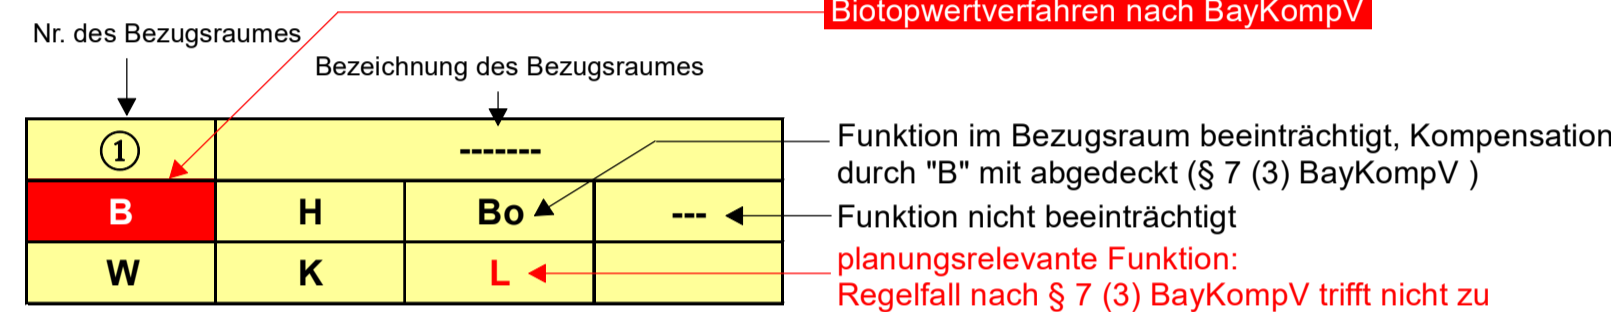 Biotopwertverfahren nach BayKompV
Nr. des Bezugsraumes
Bezeichnung des Bezugsraumes
① -------
B H Bo ---
W K L
Funktion im Bezugsraum beeinträchtigt, Kompensation
durch "B" mit abgedeckt (§ 7 (3) BayKompV )
Funktion nicht beeinträchtigt
planungsrelevante Funktion:
Regelfall nach § 7 (3) BayKompV trifft nicht zu